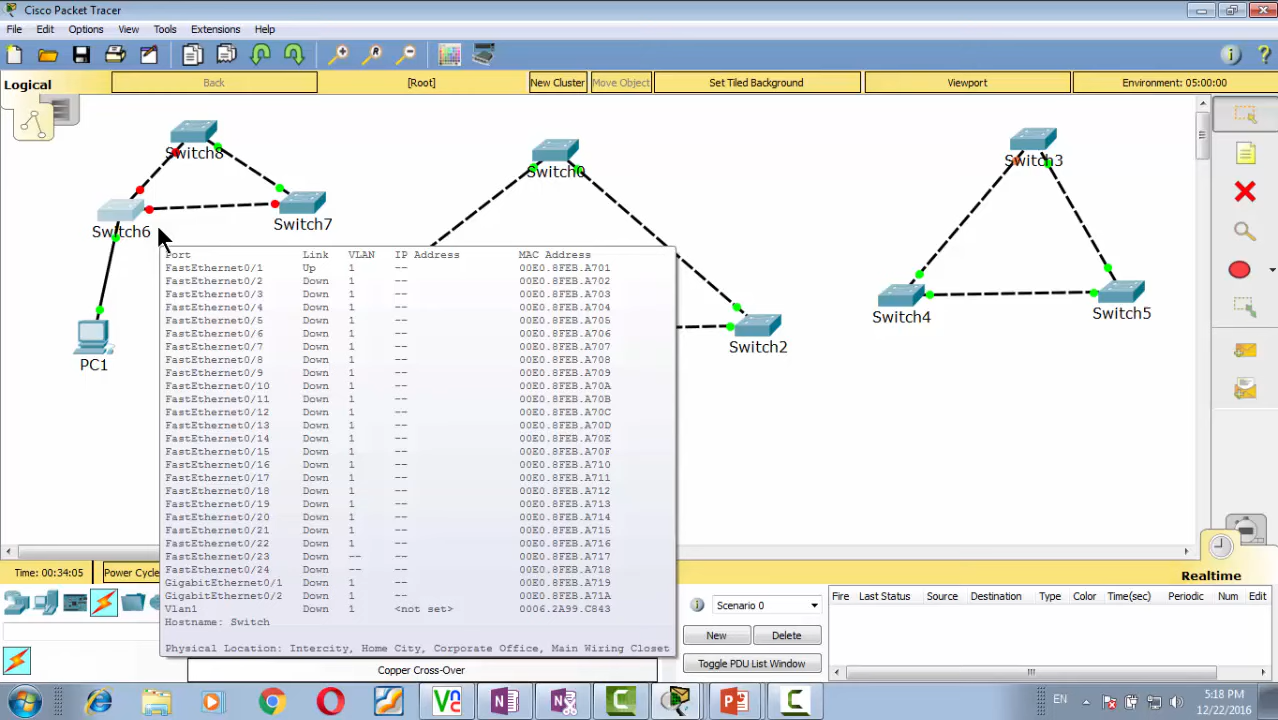 Cisco Packet Tracer
File Edit Options View Tools Extensions Help
Logical Back [Root] New Cluster Move Object Set Tiled Background Viewport Environment: 05:00:00
Switch8
Switch0
Switch3
Switch7
Switch6
Switch4
Switch5
Switch2
PC1
Port Link VLAN IP Address MAC Address
FastEthernet0/1 Up 1 -- 00E0.8FEB.A701
FastEthernet0/2 Down 1 -- 00E0.8FEB.A702
FastEthernet0/3 Down 1 -- 00E0.8FEB.A703
FastEthernet0/4 Down 1 -- 00E0.8FEB.A704
FastEthernet0/5 Down 1 -- 00E0.8FEB.A705
FastEthernet0/6 Down 1 -- 00E0.8FEB.A706
FastEthernet0/7 Down 1 -- 00E0.8FEB.A707
FastEthernet0/8 Down 1 -- 00E0.8FEB.A708
FastEthernet0/9 Down 1 -- 00E0.8FEB.A709
FastEthernet0/10 Down 1 -- 00E0.8FEB.A70A
FastEthernet0/11 Down 1 -- 00E0.8FEB.A70B
FastEthernet0/12 Down 1 -- 00E0.8FEB.A70C
FastEthernet0/13 Down 1 -- 00E0.8FEB.A70D
FastEthernet0/14 Down 1 -- 00E0.8FEB.A70E
FastEthernet0/15 Down 1 -- 00E0.8FEB.A70F
FastEthernet0/16 Down 1 -- 00E0.8FEB.A710
FastEthernet0/17 Down 1 -- 00E0.8FEB.A711
FastEthernet0/18 Down 1 -- 00E0.8FEB.A712
FastEthernet0/19 Down 1 -- 00E0.8FEB.A713
FastEthernet0/20 Down 1 -- 00E0.8FEB.A714
FastEthernet0/21 Down 1 -- 00E0.8FEB.A715
FastEthernet0/22 Down 1 -- 00E0.8FEB.A716
FastEthernet0/23 Down -- -- 00E0.8FEB.A717
FastEthernet0/24 Down -- -- 00E0.8FEB.A718
GigabitEthernet0/1 Down 1 -- 00E0.8FEB.A719
GigabitEthernet0/2 Down 1 -- 00E0.8FEB.A71A
Vlan1 Down 1 <not set> 0006.2A99.C843
Hostname: Switch
Physical Location: Intercity, Home City, Corporate Office, Main Wiring Closet
Time: 00:34:05 Power Cycle
Realtime
Scenario 0
New Delete
Toggle PDU List Window
Fire Last Status Source Destination Type Color Time(sec) Periodic Num Edit
Copper Cross-Over
EN
5:18 PM
12/22/2016